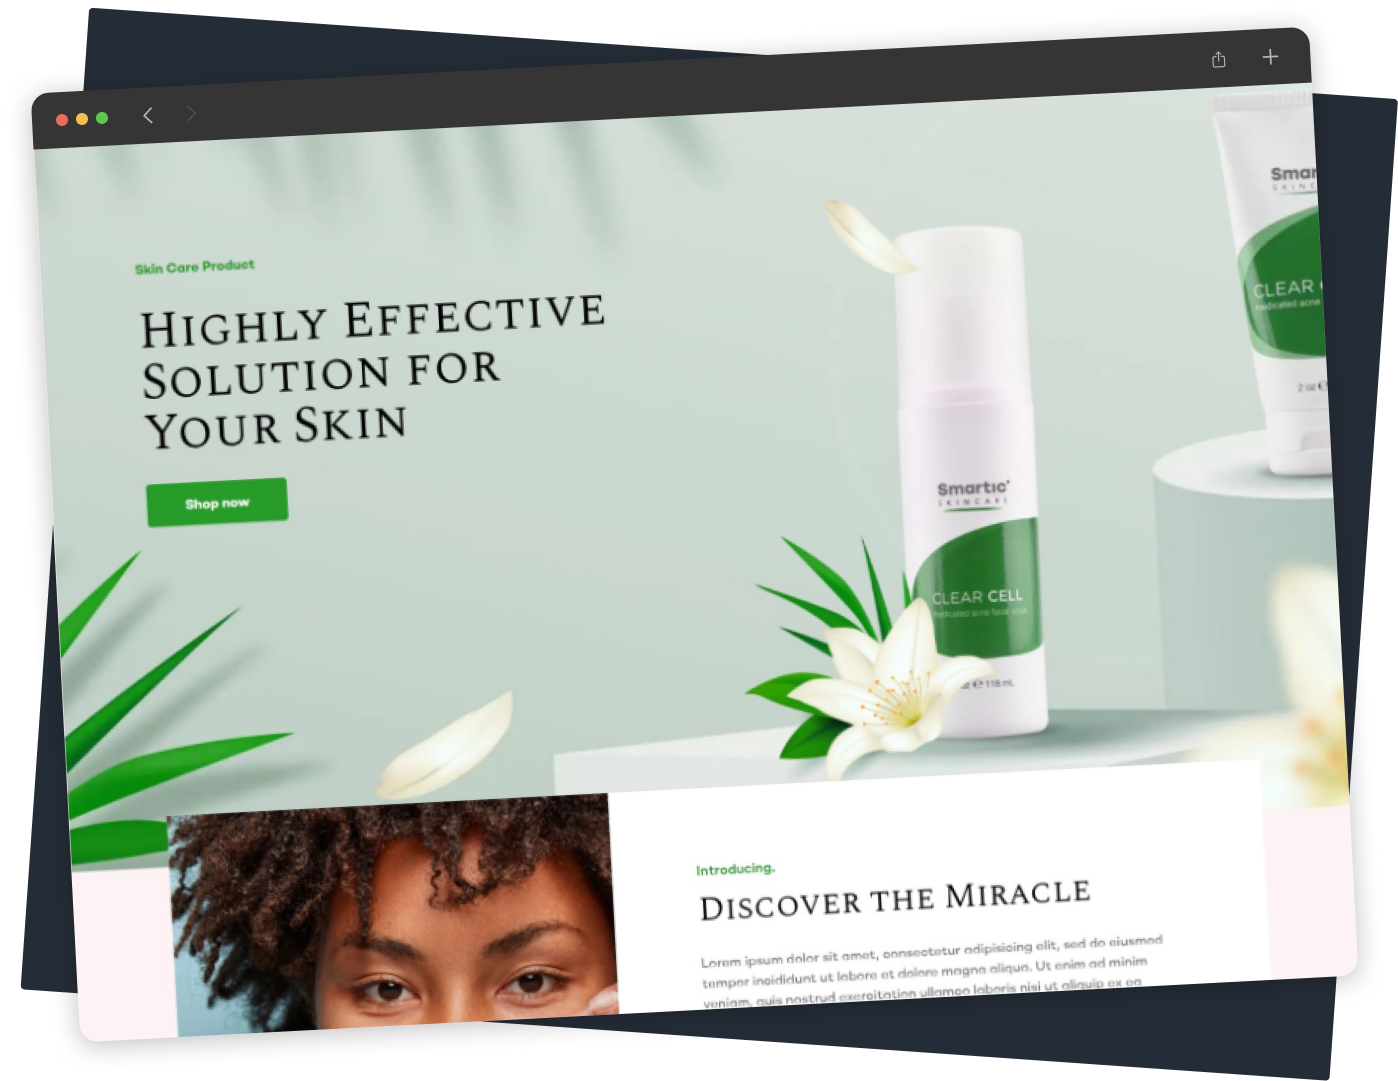 Skin Care Product
HIGHLY EFFECTIVE
SOLUTION FOR
YOUR SKIN
Shop now
Smartic
SKINCARE
CLEAR CELL
medicated acne facial
oz C€ 118 mL
Smar
SKINC
CLEAR
medicated acne
2 oz C€
Introducing.
DISCOVER THE MIRACLE
Lorem ipsum dolor sit amet, consectetur adipisicing elit, sed do eiusmod
tempor incididunt ut labore et dolore magna aliqua. Ut enim ad minim
veniam, quis nostrud exercitation ullamco laboris nisi ut aliquip ex ea